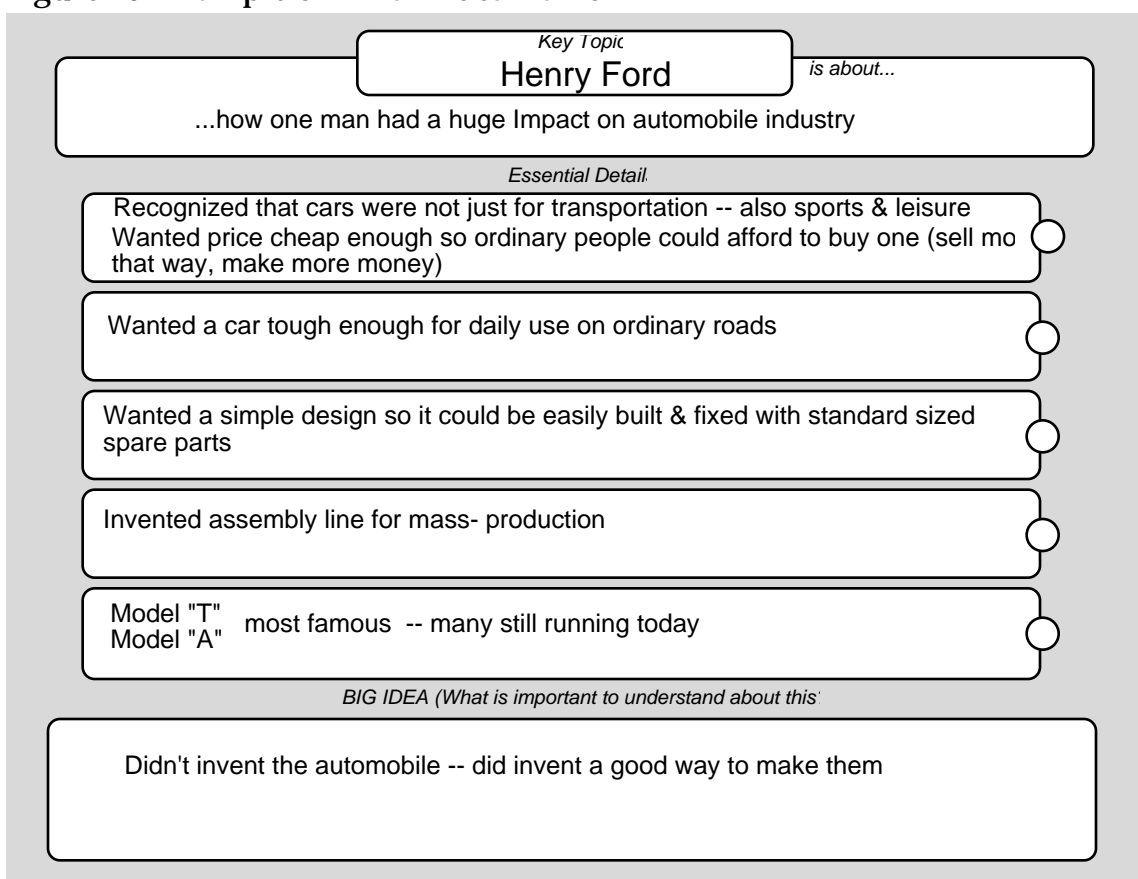 Key Topic
Henry Ford
is about...
...how one man had a huge Impact on automobile industry
Essential Detail
Recognized that cars were not just for transportation -- also sports & leisure
Wanted price cheap enough so ordinary people could afford to buy one (sell mo
that way, make more money)
Wanted a car tough enough for daily use on ordinary roads
Wanted a simple design so it could be easily built & fixed with standard sized
spare parts
Invented assembly line for mass- production
Model "T"
Model "A"
most famous -- many still running today
BIG IDEA (What is important to understand about this
Didn't invent the automobile -- did invent a good way to make them